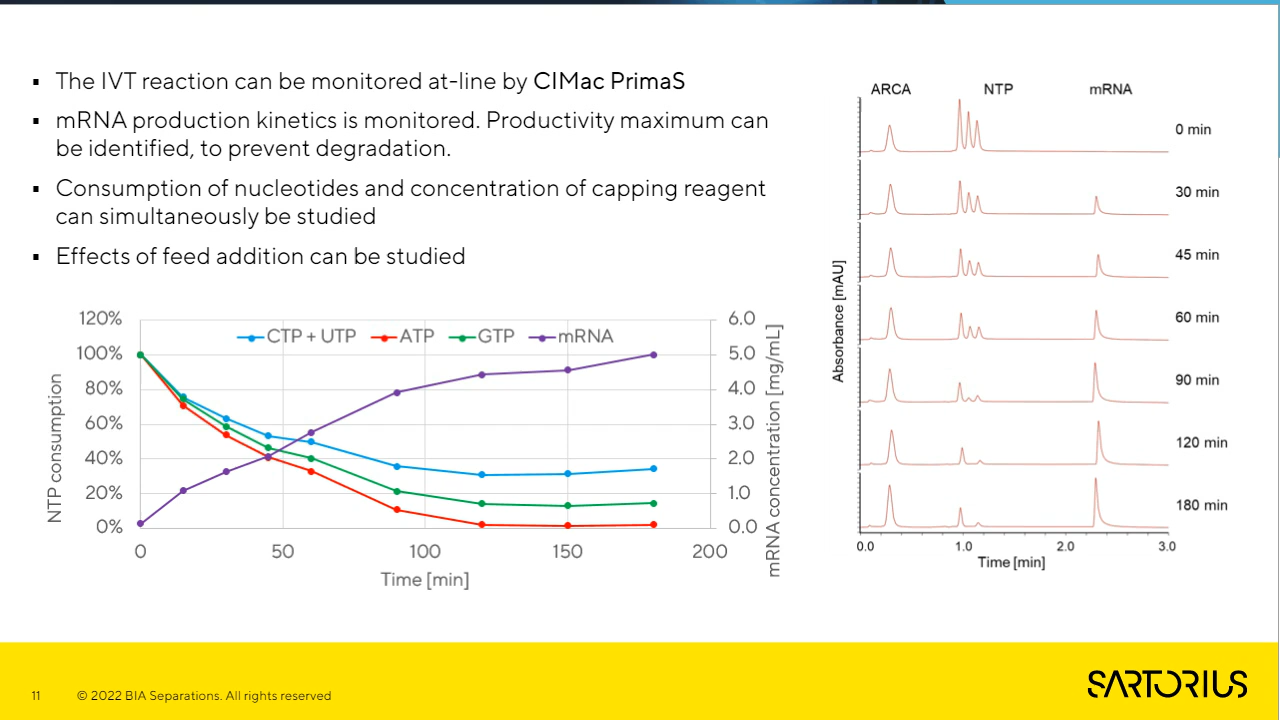 ▪ The IVT reaction can be monitored at-line by CIMac PrimaS
▪ mRNA production kinetics is monitored. Productivity maximum can
be identified, to prevent degradation.
▪ Consumption of nucleotides and concentration of capping reagent
can simultaneously be studied
▪ Effects of feed addition can be studied
120%
100%
80%
60%
40%
20%
0%
NTP consumption
CTP + UTP ATP GTP mRNA
6.0
5.0
4.0
3.0
2.0
1.0
0.0
mRNA concentration [mg/mL]
0 50 100 150 200
Time [min]
ARCA NTP mRNA
0 min
30 min
45 min
60 min
90 min
120 min
180 min
Absorbance [mAU]
0.0 1.0 2.0 3.0
Time [min]
11 © 2022 BIA Separations. All rights reserved
SARTORIUS